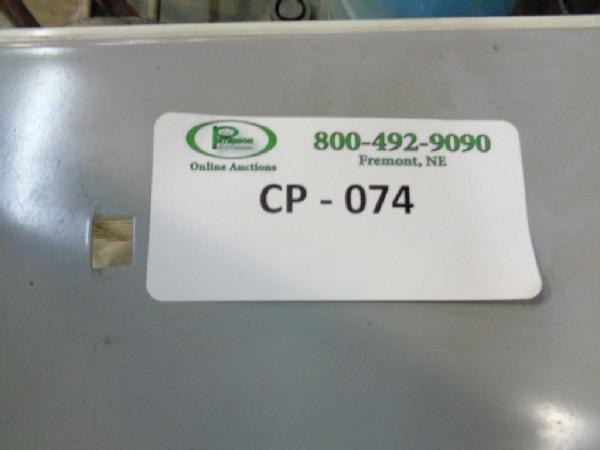 800-492-9090
Fremont, NE
Online Auctions
CP - 074